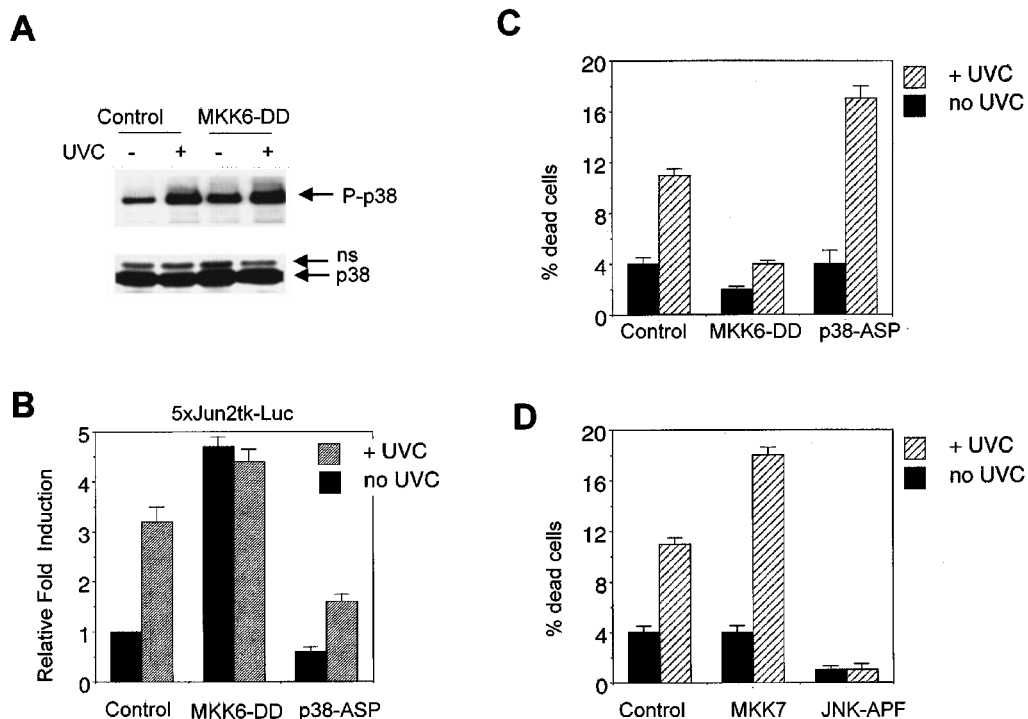 A
Control MKK6-DD
UVC - + - +
P-p38
ns
p38
B
5xJun2tk-Luc
+ UVC
no UVC
Relative Fold Induction
5
4
3
2
1
0
Control MKK6-DD p38-ASP
C
+ UVC
no UVC
% dead cells
20
16
12
8
4
0
Control MKK6-DD p38-ASP
D
+ UVC
no UVC
% dead cells
20
16
12
8
4
0
Control MKK7 JNK-APF